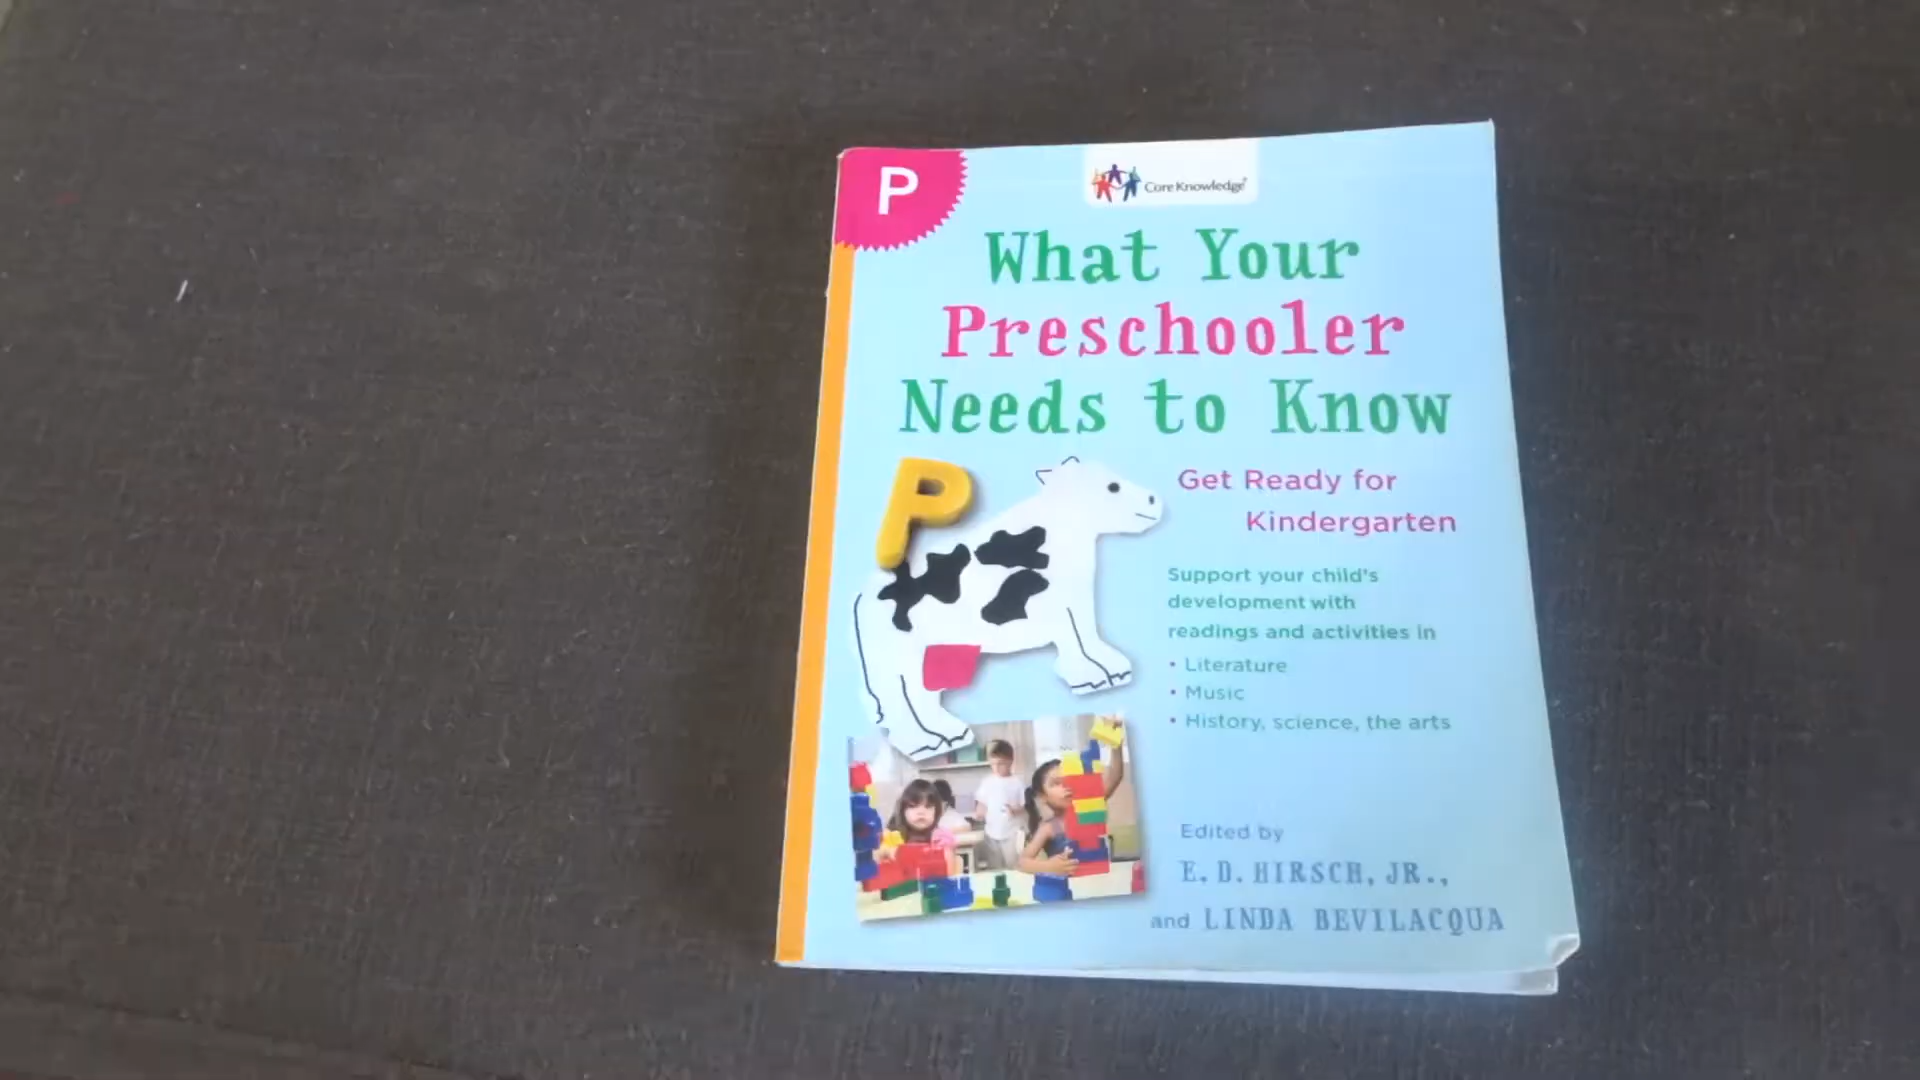 P
Core Knowledge®
What Your
Preschooler
Needs to Know
P
Get Ready for
Kindergarten
Support your child's
development with
readings and activities in
• Literature
• Music
• History, science, the arts
Edited by
E. D. HIRSCH, JR.,
and LINDA BEVILACQUA